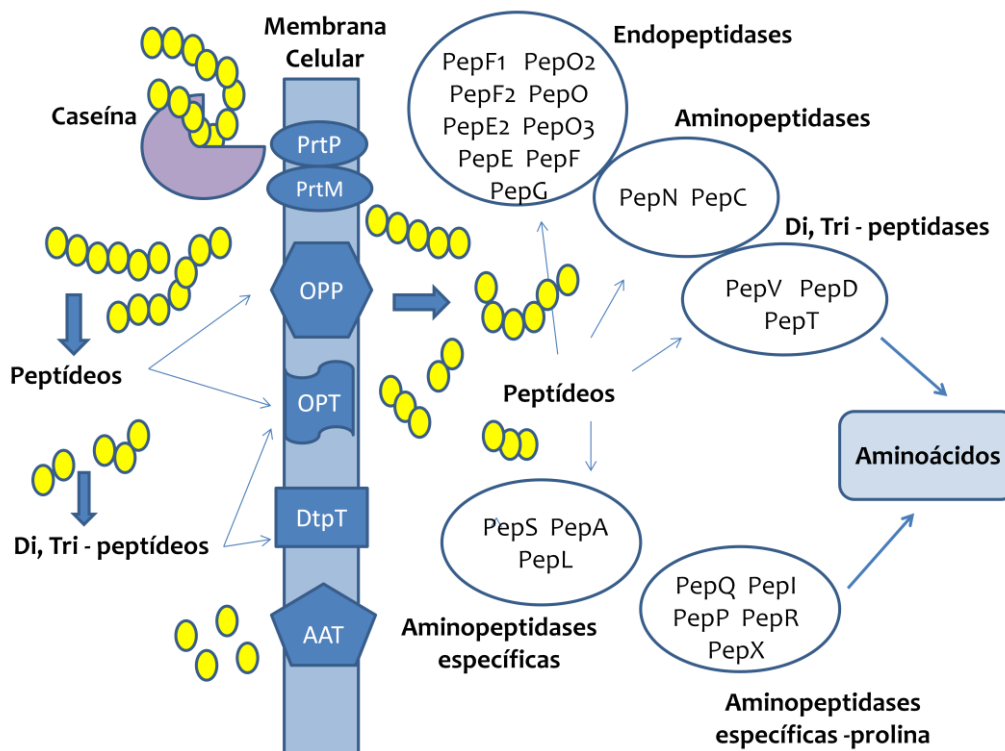 Membrana
Celular
Caseína
PrtP
PrtM
OPP
OPT
DtpT
AAT
Peptídeos
Di, Tri - peptídeos
Endopeptidases
PepF1 PepO2
PepF2 PepO
PepE2 PepO3
PepE PepF
PepG
Aminopeptidases
PepN PepC
Di, Tri - peptidases
PepV PepD
PepT
Peptídeos
Aminoácidos
PepS PepA
PepL
Aminopeptidases
específicas
PepQ PepI
PepP PepR
PepX
Aminopeptidases
específicas -prolina